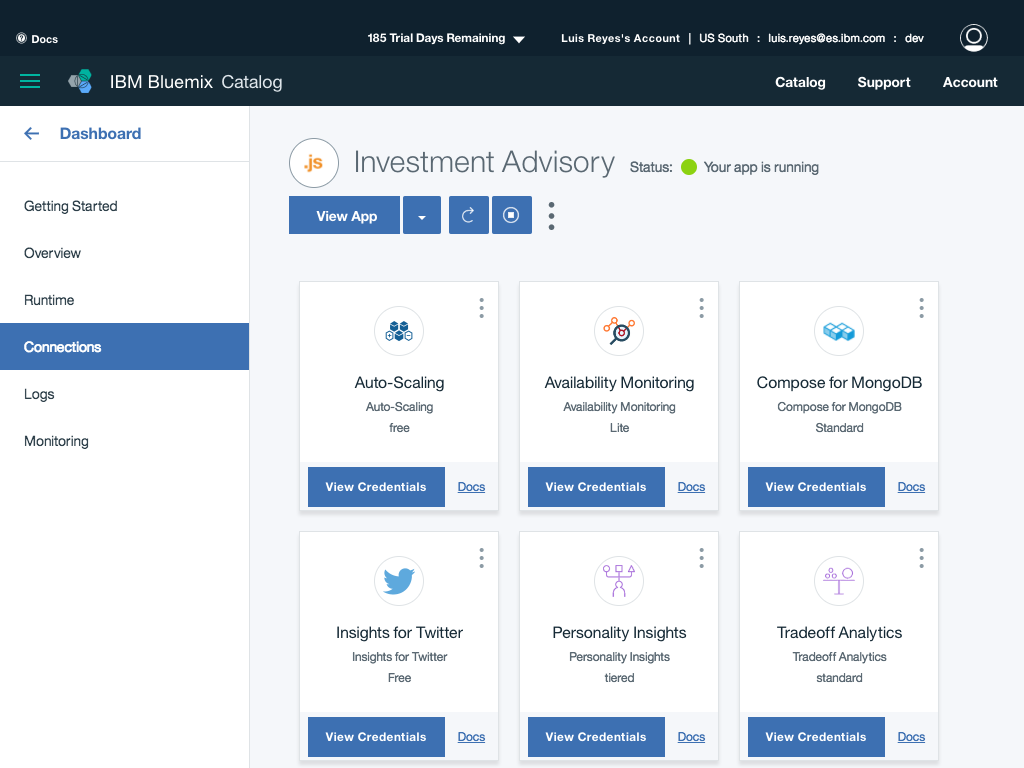 Docs
185 Trial Days Remaining
Luis Reyes's Account | US South : luis.reyes@es.ibm.com : dev
IBM Bluemix Catalog
Catalog Support Account
Dashboard
Getting Started
Overview
Runtime
Connections
Logs
Monitoring
.js
Investment Advisory
Status: Your app is running
View App
Auto-Scaling
Auto-Scaling
free
View Credentials Docs
Availability Monitoring
Availability Monitoring
Lite
View Credentials Docs
Compose for MongoDB
Compose for MongoDB
Standard
View Credentials Docs
Insights for Twitter
Insights for Twitter
Free
View Credentials Docs
Personality Insights
Personality Insights
tiered
View Credentials Docs
Tradeoff Analytics
Tradeoff Analytics
standard
View Credentials Docs